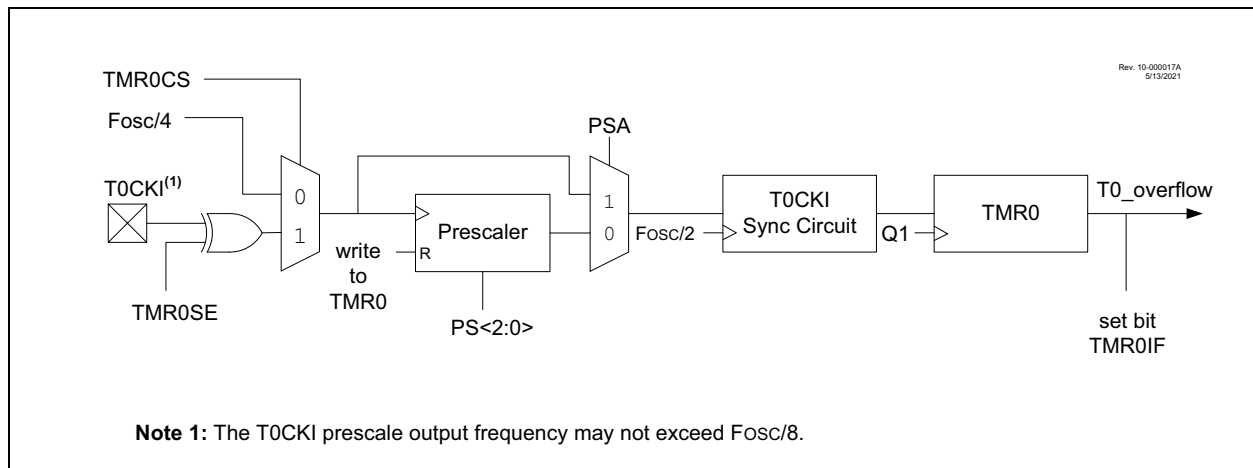 Rev. 10-000017A
5/13/2021
TMR0CS
Fosc/4
PSA
T0CKI(1)
0
1
1
0
T0CKI
Sync Circuit
TMR0
T0_overflow
Prescaler
R
FOSC/2
Q1
write
to
TMR0
TMR0SE
PS<2:0>
set bit
TMR0IF
Note 1: The T0CKI prescale output frequency may not exceed FOSC/8.